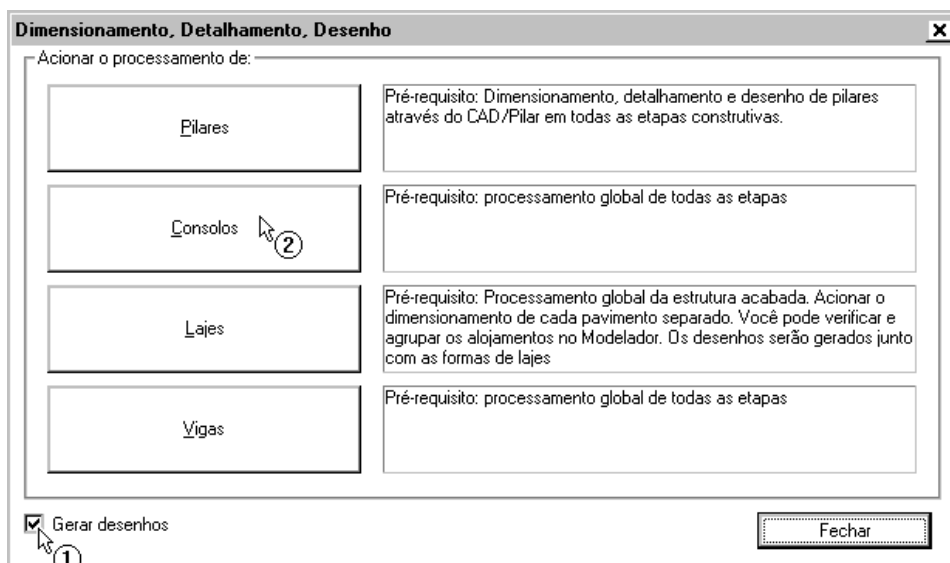 Dimensionamento, Detalhamento, Desenho
Acionar o processamento de:
Pilares
Pré-requisito: Dimensionamento, detalhamento e desenho de pilares
através do CAD/Pilar em todas as etapas construtivas.
Consolos
2
Pré-requisito: processamento global de todas as etapas
Lajes
Pré-requisito: Processamento global da estrutura acabada. Acionar o
dimensionamento de cada pavimento separado. Você pode verificar e
agrupar os alojamentos no Modelador. Os desenhos serão gerados junto
com as formas de lajes
Vigas
Pré-requisito: processamento global de todas as etapas
Gerar desenhos
1
Fechar